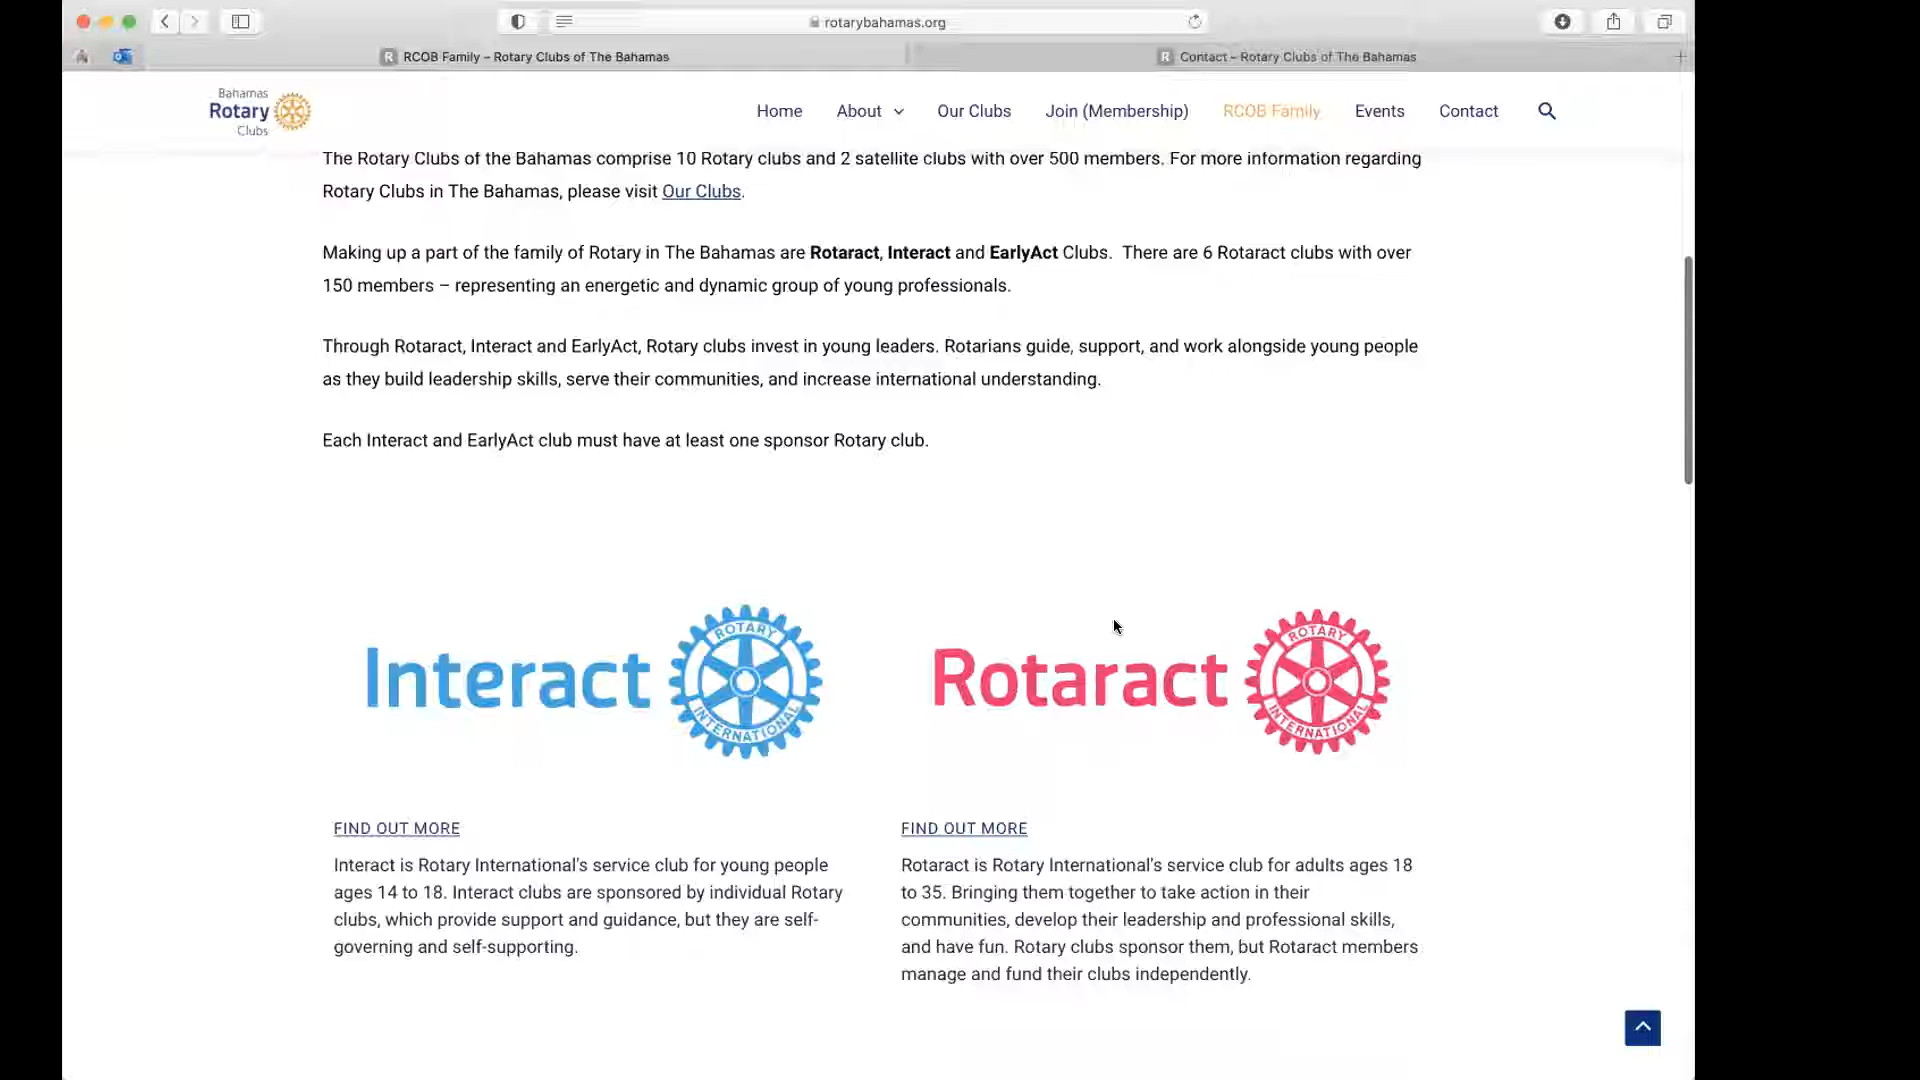 rotarybahamas.org
RCOB Family – Rotary Clubs of The Bahamas
Contact – Rotary Clubs of The Bahamas
Bahamas
Rotary
Clubs
Home About Our Clubs Join (Membership) RCOB Family Events Contact
The Rotary Clubs of the Bahamas comprise 10 Rotary clubs and 2 satellite clubs with over 500 members. For more information regarding
Rotary Clubs in The Bahamas, please visit Our Clubs.
Making up a part of the family of Rotary in The Bahamas are Rotaract, Interact and EarlyAct Clubs. There are 6 Rotaract clubs with over
150 members – representing an energetic and dynamic group of young professionals.
Through Rotaract, Interact and EarlyAct, Rotary clubs invest in young leaders. Rotarians guide, support, and work alongside young people
as they build leadership skills, serve their communities, and increase international understanding.
Each Interact and EarlyAct club must have at least one sponsor Rotary club.
Interact
ROTARY
INTERNATIONAL
Rotaract
ROTARY
INTERNATIONAL
FIND OUT MORE
Interact is Rotary International's service club for young people
ages 14 to 18. Interact clubs are sponsored by individual Rotary
clubs, which provide support and guidance, but they are self-
governing and self-supporting.
FIND OUT MORE
Rotaract is Rotary International's service club for adults ages 18
to 35. Bringing them together to take action in their
communities, develop their leadership and professional skills,
and have fun. Rotary clubs sponsor them, but Rotaract members
manage and fund their clubs independently.